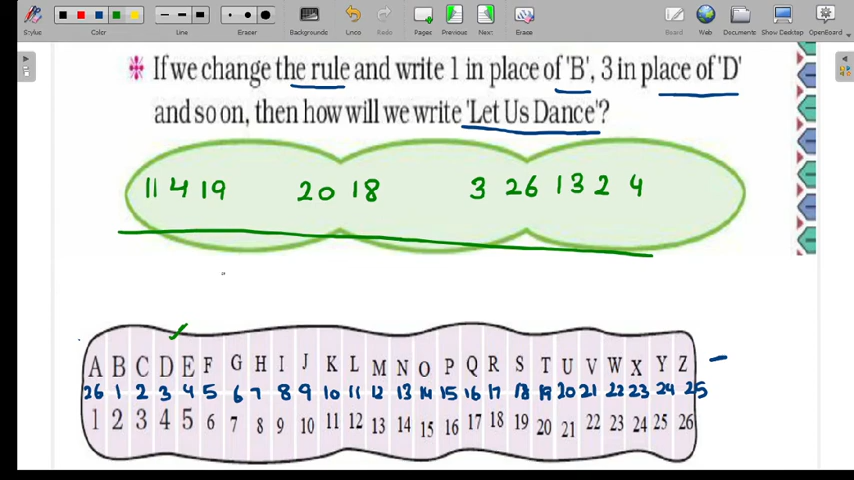 Stylus Color Line Eraser Backgrounds Undo Redo Pages Previous Next Erase Board Web Documents Show Desktop OpenBoard
If we change the rule and write 1 in place of 'B', 3 in place of 'D'
and so on, then how will we write 'Let Us Dance'?
11 4 19 20 18 3 26 13 2 4
A B C D E F G H I J K L M N O P Q R S T U V W X Y Z
26 1 2 3 4 5 6 7 8 9 10 11 12 13 14 15 16 17 18 19 20 21 22 23 24 25
1 2 3 4 5 6 7 8 9 10 11 12 13 14 15 16 17 18 19 20 21 22 23 24 25 26